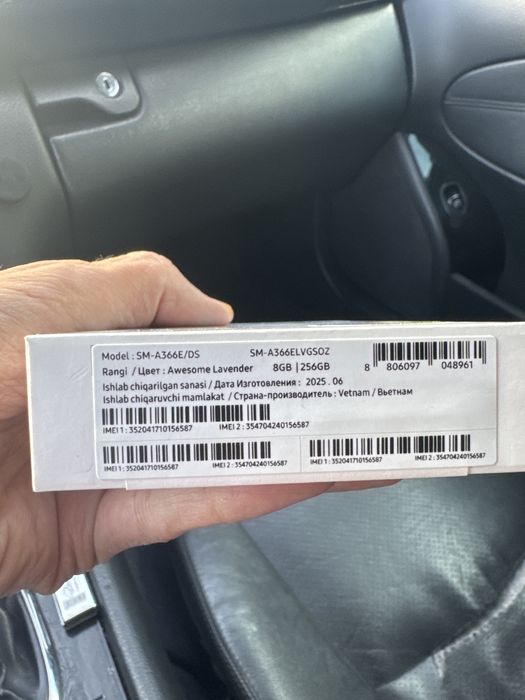 Model : SM-A366E/DS SM-A366ELVGSOZ
Rangi / Цвет : Awesome Lavender 8GB | 256GB
8 806097 048961
Ishlab chiqarilgan sanasi / Дата Изготовления : 2025 . 06
Ishlab chiqaruvchi mamlakat / Страна-производитель : Vetnam / Вьетнам
IMEI 1 : 352041710156587 IMEI 2 : 354704240156587
IMEI 1 : 352041710156587 IMEI 2 : 354704240156587 IMEI 1 : 352041710156587 IMEI 2 : 354704240156587